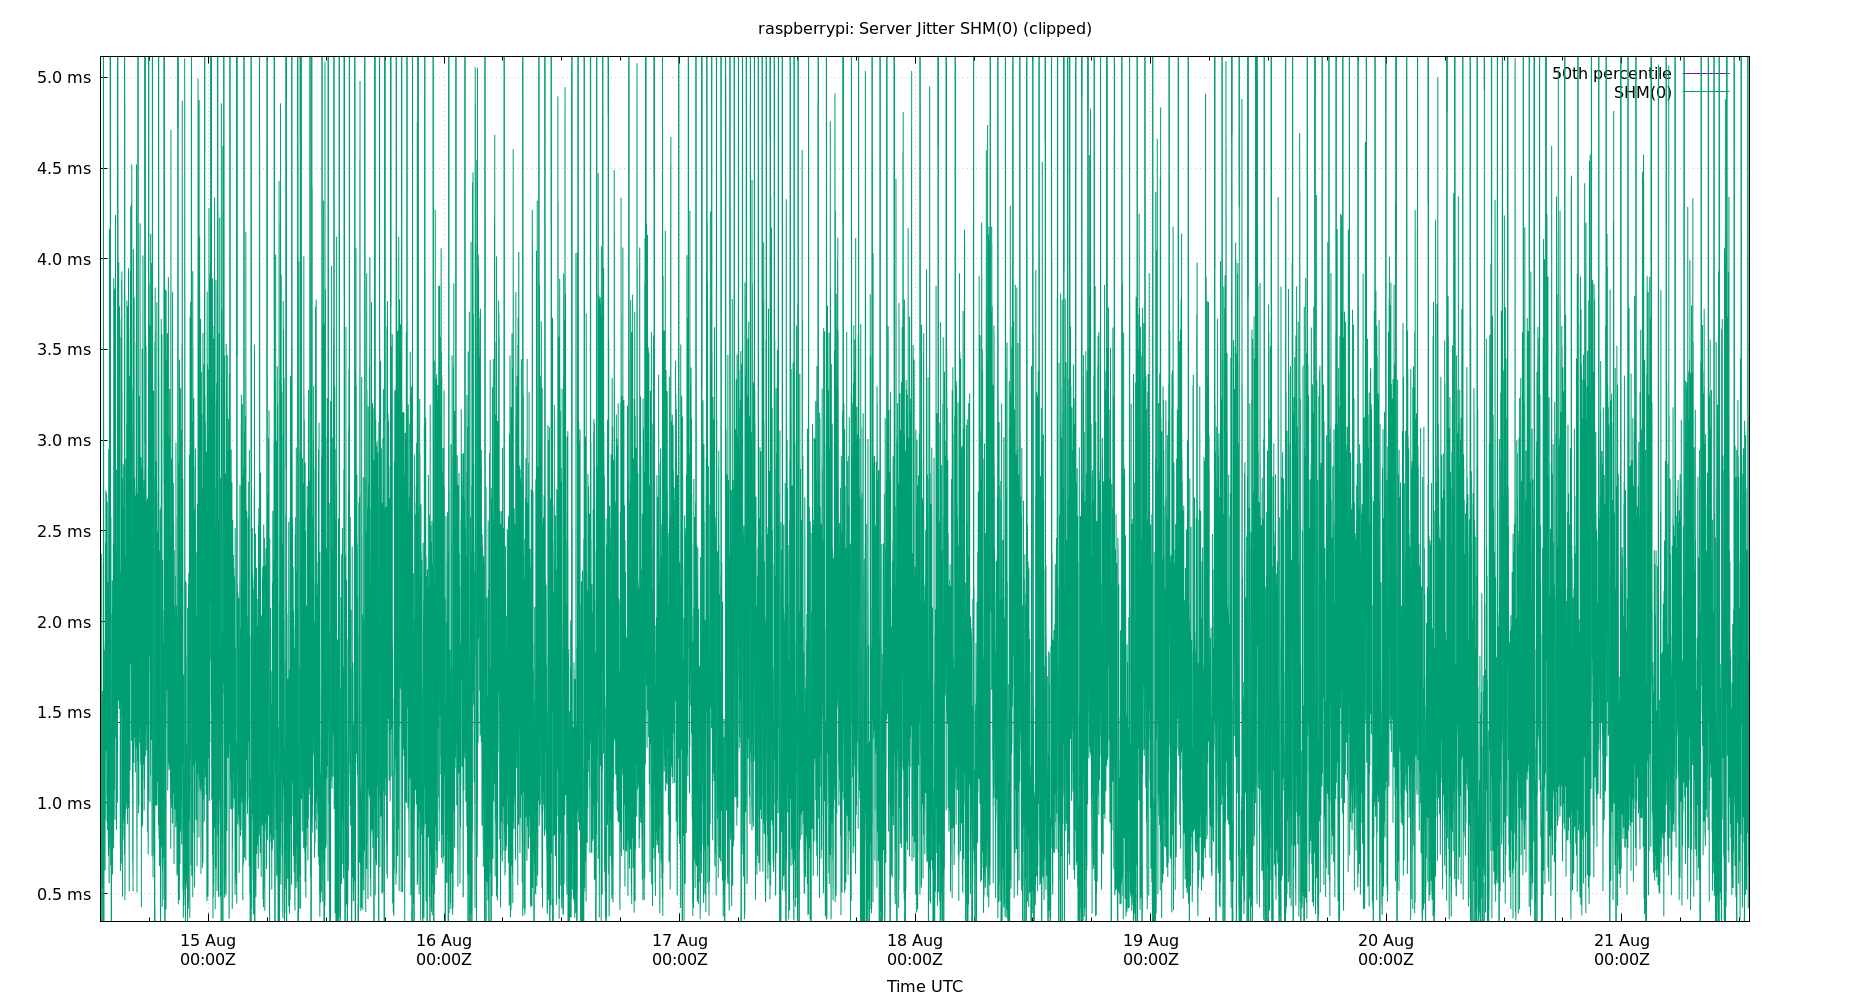 raspberrypi: Server Jitter SHM(0) (clipped)
50th percentile
SHM(0)
5.0 ms
4.5 ms
4.0 ms
3.5 ms
3.0 ms
2.5 ms
2.0 ms
1.5 ms
1.0 ms
0.5 ms
15 Aug
00:00Z
16 Aug
00:00Z
17 Aug
00:00Z
18 Aug
00:00Z
19 Aug
00:00Z
20 Aug
00:00Z
21 Aug
00:00Z
Time UTC